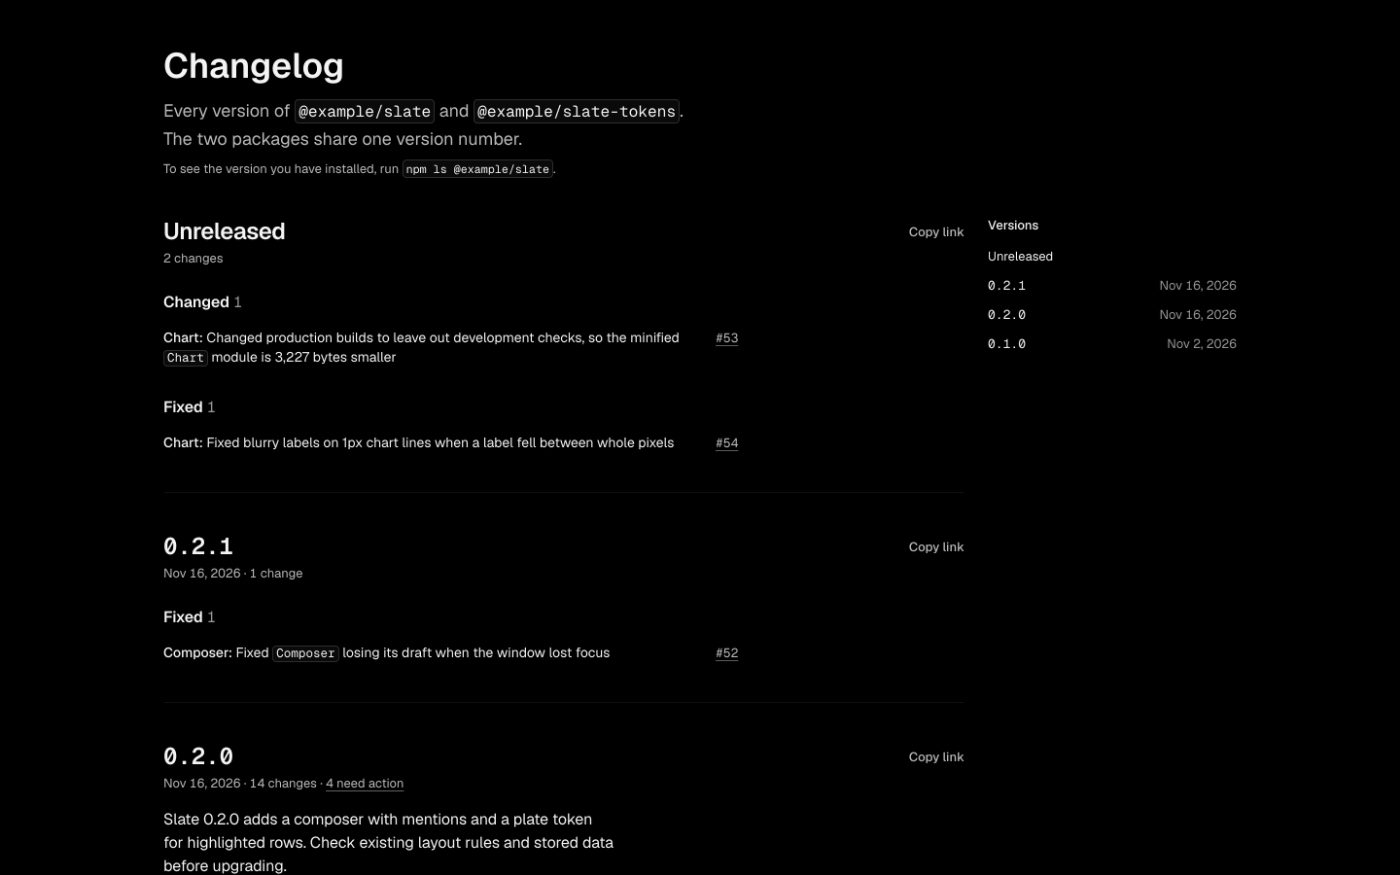 Changelog
Every version of @example/slate and @example/slate-tokens.
The two packages share one version number.
To see the version you have installed, run npm ls @example/slate.
Unreleased
Copy link
2 changes
Changed 1
Chart: Changed production builds to leave out development checks, so the minified
Chart module is 3,227 bytes smaller
#53
Fixed 1
Chart: Fixed blurry labels on 1px chart lines when a label fell between whole pixels
#54
0.2.1
Copy link
Nov 16, 2026 · 1 change
Fixed 1
Composer: Fixed Composer losing its draft when the window lost focus
#52
0.2.0
Copy link
Nov 16, 2026 · 14 changes · 4 need action
Slate 0.2.0 adds a composer with mentions and a plate token
for highlighted rows. Check existing layout rules and stored data
before upgrading.
Versions
Unreleased
0.2.1 Nov 16, 2026
0.2.0 Nov 16, 2026
0.1.0 Nov 2, 2026